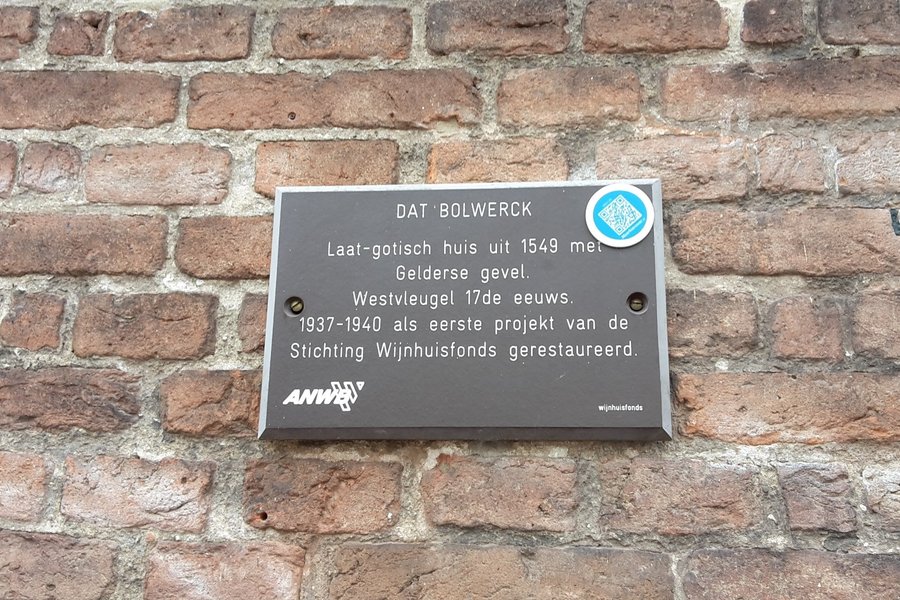 DAT BOLWERCK
Laat-gotisch huis uit 1549 met
Gelderse gevel.
Westvleugel 17de eeuws.
1937-1940 als eerste projekt van de
Stichting Wijnhuisfonds gerestaureerd.
ANWB
wijnhuisfonds